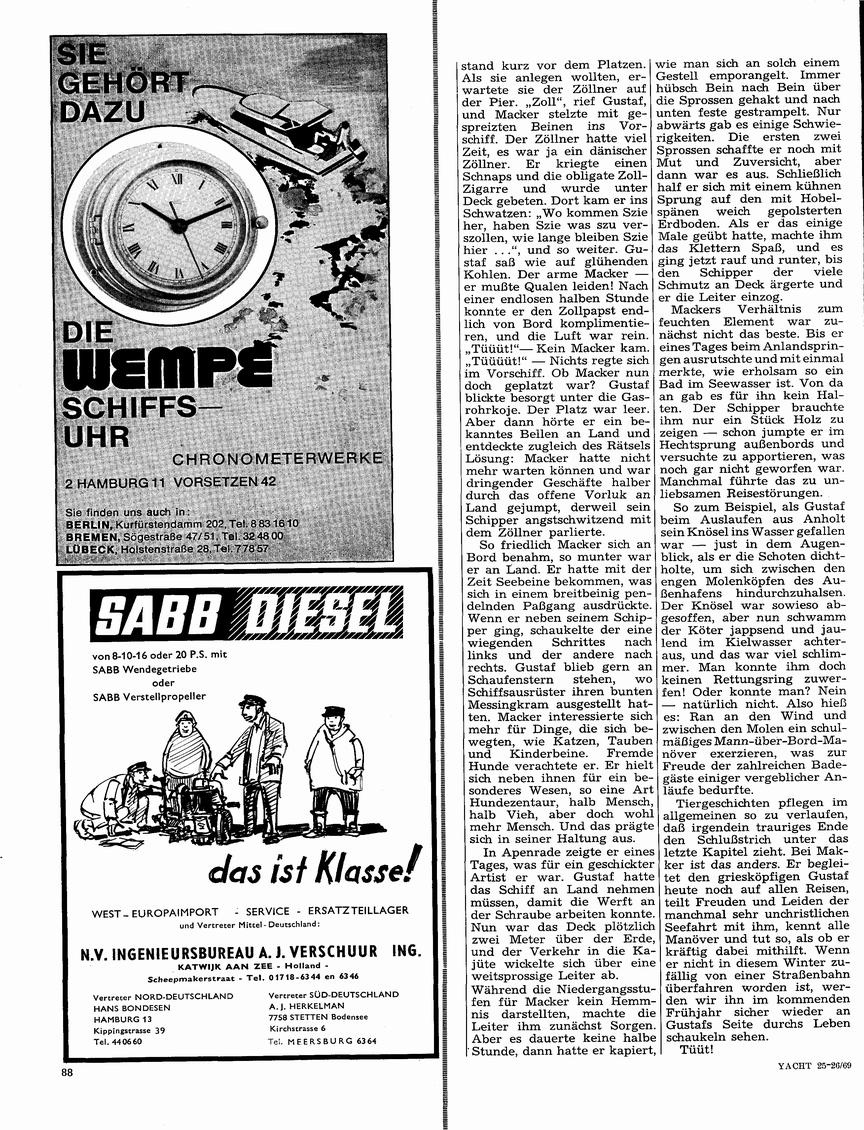 SIE
GEHÖRT
DAZU
DIE
WEMPE
SCHIFFS—
UHR
CHRONOMETERWERKE
2 HAMBURG 11 VORSETZEN 42
Sie finden uns auch in:
BERLIN, Kurfürstendamm 202, Tel. 8 83 16 10
BREMEN, Sögestraße 47/51, Tel. 32 48 00
LÜBECK, Holstenstraße 28, Tel. 7 78 57
SABB DIESEL
von 8-10-16 oder 20 P.S. mit
SABB Wendegetriebe
oder
SABB Verstellpropeller
das ist Klasse!
WEST - EUROPAIMPORT - SERVICE - ERSATZTEILLAGER
und Vertreter Mittel-Deutschland:
N.V. INGENIEURSBUREAU A. J. VERSCHUUR ING.
KATWIJK AAN ZEE - Holland -
Scheepmakerstraat - Tel. 01718-6344 en 6346
Vertreter NORD-DEUTSCHLAND
HANS BONDESEN
HAMBURG 13
Kippingstrasse 39
Tel. 440660
Vertreter SÜD-DEUTSCHLAND
A. J. HERKELMAN
7758 STETTEN Bodensee
Kirchstrasse 6
Tel. MEERSBURG 6364
88
stand kurz vor dem Platzen.
Als sie anlegen wollten, er-
wartete sie der Zöllner auf
der Pier. „Zoll“, rief Gustaf,
und Macker stelzte mit ge-
spreizten Beinen ins Vor-
schiff. Der Zöllner hatte viel
Zeit, es war ja ein dänischer
Zöllner. Er kriegte einen
Schnaps und die obligate Zoll-
Zigarre und wurde unter
Deck gebeten. Dort kam er ins
Schwatzen: „Wo kommen Szie
her, haben Szie was szu ver-
szollen, wie lange bleiben Szie
hier ...“, und so weiter. Gu-
staf saß wie auf glühenden
Kohlen. Der arme Macker —
er mußte Qualen leiden! Nach
einer endlosen halben Stunde
konnte er den Zollpapst end-
lich von Bord komplimentie-
ren, und die Luft war rein.
„Tüüüt!“— Kein Macker kam.
„Tüüüüt!“ — Nichts regte sich
im Vorschiff. Ob Macker nun
doch geplatzt war? Gustaf
blickte besorgt unter die Gas-
rohrkoje. Der Platz war leer.
Aber dann hörte er ein be-
kanntes Bellen an Land und
entdeckte zugleich des Rätsels
Lösung: Macker hatte nicht
mehr warten können und war
dringender Geschäfte halber
durch das offene Vorluk an
Land gejumpt, derweil sein
Schipper angstschwitzend mit
dem Zöllner parlierte.
So friedlich Macker sich an
Bord benahm, so munter war
er an Land. Er hatte mit der
Zeit Seebeine bekommen, was
sich in einem breitbeinig pen-
delnden Paßgang ausdrückte.
Wenn er neben seinem Schip-
per ging, schaukelte der eine
wiegenden Schrittes nach
links und der andere nach
rechts. Gustaf blieb gern an
Schaufenstern stehen, wo
Schiffsausrüster ihren bunten
Messingkram ausgestellt hat-
ten. Macker interessierte sich
mehr für Dinge, die sich be-
wegten, wie Katzen, Tauben
und Kinderbeine. Fremde
Hunde verachtete er. Er hielt
sich neben ihnen für ein be-
sonderes Wesen, so eine Art
Hundezentaur, halb Mensch,
halb Vieh, aber doch wohl
mehr Mensch. Und das prägte
sich in seiner Haltung aus.
In Apenrade zeigte er eines
Tages, was für ein geschickter
Artist er war. Gustaf hatte
das Schiff an Land nehmen
müssen, damit die Werft an
der Schraube arbeiten konnte.
Nun war das Deck plötzlich
zwei Meter über der Erde,
und der Verkehr in die Ka-
jüte wickelte sich über eine
weitsprossige Leiter ab.
Während die Niedergangsstu-
fen für Macker kein Hemm-
nis darstellten, machte die
Leiter ihm zunächst Sorgen.
Aber es dauerte keine halbe
Stunde, dann hatte er kapiert,
wie man sich an solch einem
Gestell emporangelt. Immer
hübsch Bein nach Bein über
die Sprossen gehakt und nach
unten feste gestrampelt. Nur
abwärts gab es einige Schwie-
rigkeiten. Die ersten zwei
Sprossen schaffte er noch mit
Mut und Zuversicht, aber
dann war es aus. Schließlich
half er sich mit einem kühnen
Sprung auf den mit Hobel-
spänen weich gepolsterten
Erdboden. Als er das einige
Male geübt hatte, machte ihm
das Klettern Spaß, und es
ging jetzt rauf und runter, bis
den Schipper der viele
Schmutz an Deck ärgerte und
er die Leiter einzog.
Mackers Verhältnis zum
feuchten Element war zu-
nächst nicht das beste. Bis er
eines Tages beim Anlandsprin-
gen ausrutschte und mit einmal
merkte, wie erholsam so ein
Bad im Seewasser ist. Von da
an gab es für ihn kein Hal-
ten. Der Schipper brauchte
ihm nur ein Stück Holz zu
zeigen — schon jumpte er im
Hechtsprung außenbords und
versuchte zu apportieren, was
noch gar nicht geworfen war.
Manchmal führte das zu un-
liebsamen Reisestörungen.
So zum Beispiel, als Gustaf
beim Auslaufen aus Anholt
sein Knösel ins Wasser gefallen
war — just in dem Augen-
blick, als er die Schoten dicht-
holte, um sich zwischen den
engen Molenköpfen des Au-
ßenhafens hindurchzuhalsen.
Der Knösel war sowieso ab-
gesoffen, aber nun schwamm
der Köter jappsend und jau-
lend im Kielwasser achter-
aus, und das war viel schlim-
mer. Man konnte ihm doch
keinen Rettungsring zuwer-
fen! Oder konnte man? Nein
— natürlich nicht. Also hieß
es: Ran an den Wind und
zwischen den Molen ein schul-
mäßiges Mann-über-Bord-Ma-
növer exerzieren, was zur
Freude der zahlreichen Bade-
gäste einiger vergeblicher An-
läufe bedurfte.
Tiergeschichten pflegen im
allgemeinen so zu verlaufen,
daß irgendein trauriges Ende
den Schlußstrich unter das
letzte Kapitel zieht. Bei Mak-
ker ist das anders. Er beglei-
tet den griesköpfigen Gustaf
heute noch auf allen Reisen,
teilt Freuden und Leiden der
manchmal sehr unchristlichen
Seefahrt mit ihm, kennt alle
Manöver und tut so, als ob er
kräftig dabei mithilft. Wenn
er nicht in diesem Winter zu-
fällig von einer Straßenbahn
überfahren worden ist, wer-
den wir ihn im kommenden
Frühjahr sicher wieder an
Gustafs Seite durchs Leben
schaukeln sehen.
Tüüt!
YACHT 25-26/69